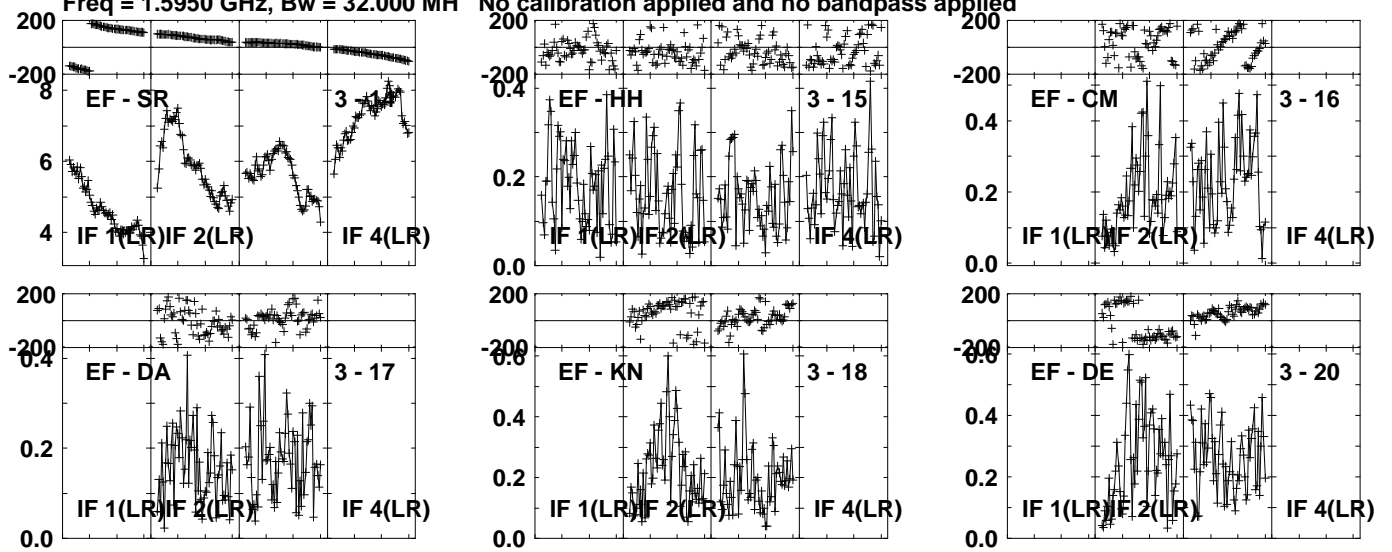 Freq = 1.5950 GHz, Bw = 32.000 MH No calibration applied and no bandpass applied
200
-200
8
6
4
EF - SR
IF 1(LR) IF 2(LR) IF 4(LR)
200
-200
0.4
0.2
0.0
EF - HH 3 - 15
IF 1(LR) IF 2(LR) IF 4(LR)
200
-200
0.4
0.2
0.0
EF - CM 3 - 16
IF 1(LR) IF 2(LR) IF 4(LR)
200
-200
0.4
0.2
0.0
EF - DA 3 - 17
IF 1(LR) IF 2(LR) IF 4(LR)
200
-200
0.6
0.4
0.2
0.0
EF - KN 3 - 18
IF 1(LR) IF 2(LR) IF 4(LR)
200
-200
0.6
0.4
0.2
0.0
EF - DE 3 - 20
IF 1(LR) IF 2(LR) IF 4(LR)